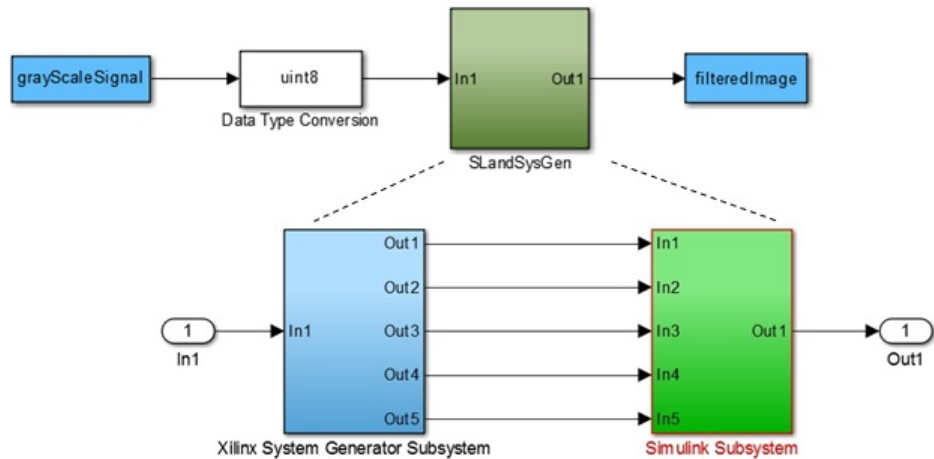 grayScaleSignal
uint8
Data Type Conversion
In1
Out1
SLandSysGen
filteredImage
1
In1
In1
Out1
Out2
Out3
Out4
Out5
Xilinx System Generator Subsystem
In1
In2
In3
In4
In5
Out1
Simulink Subsystem
1
Out1